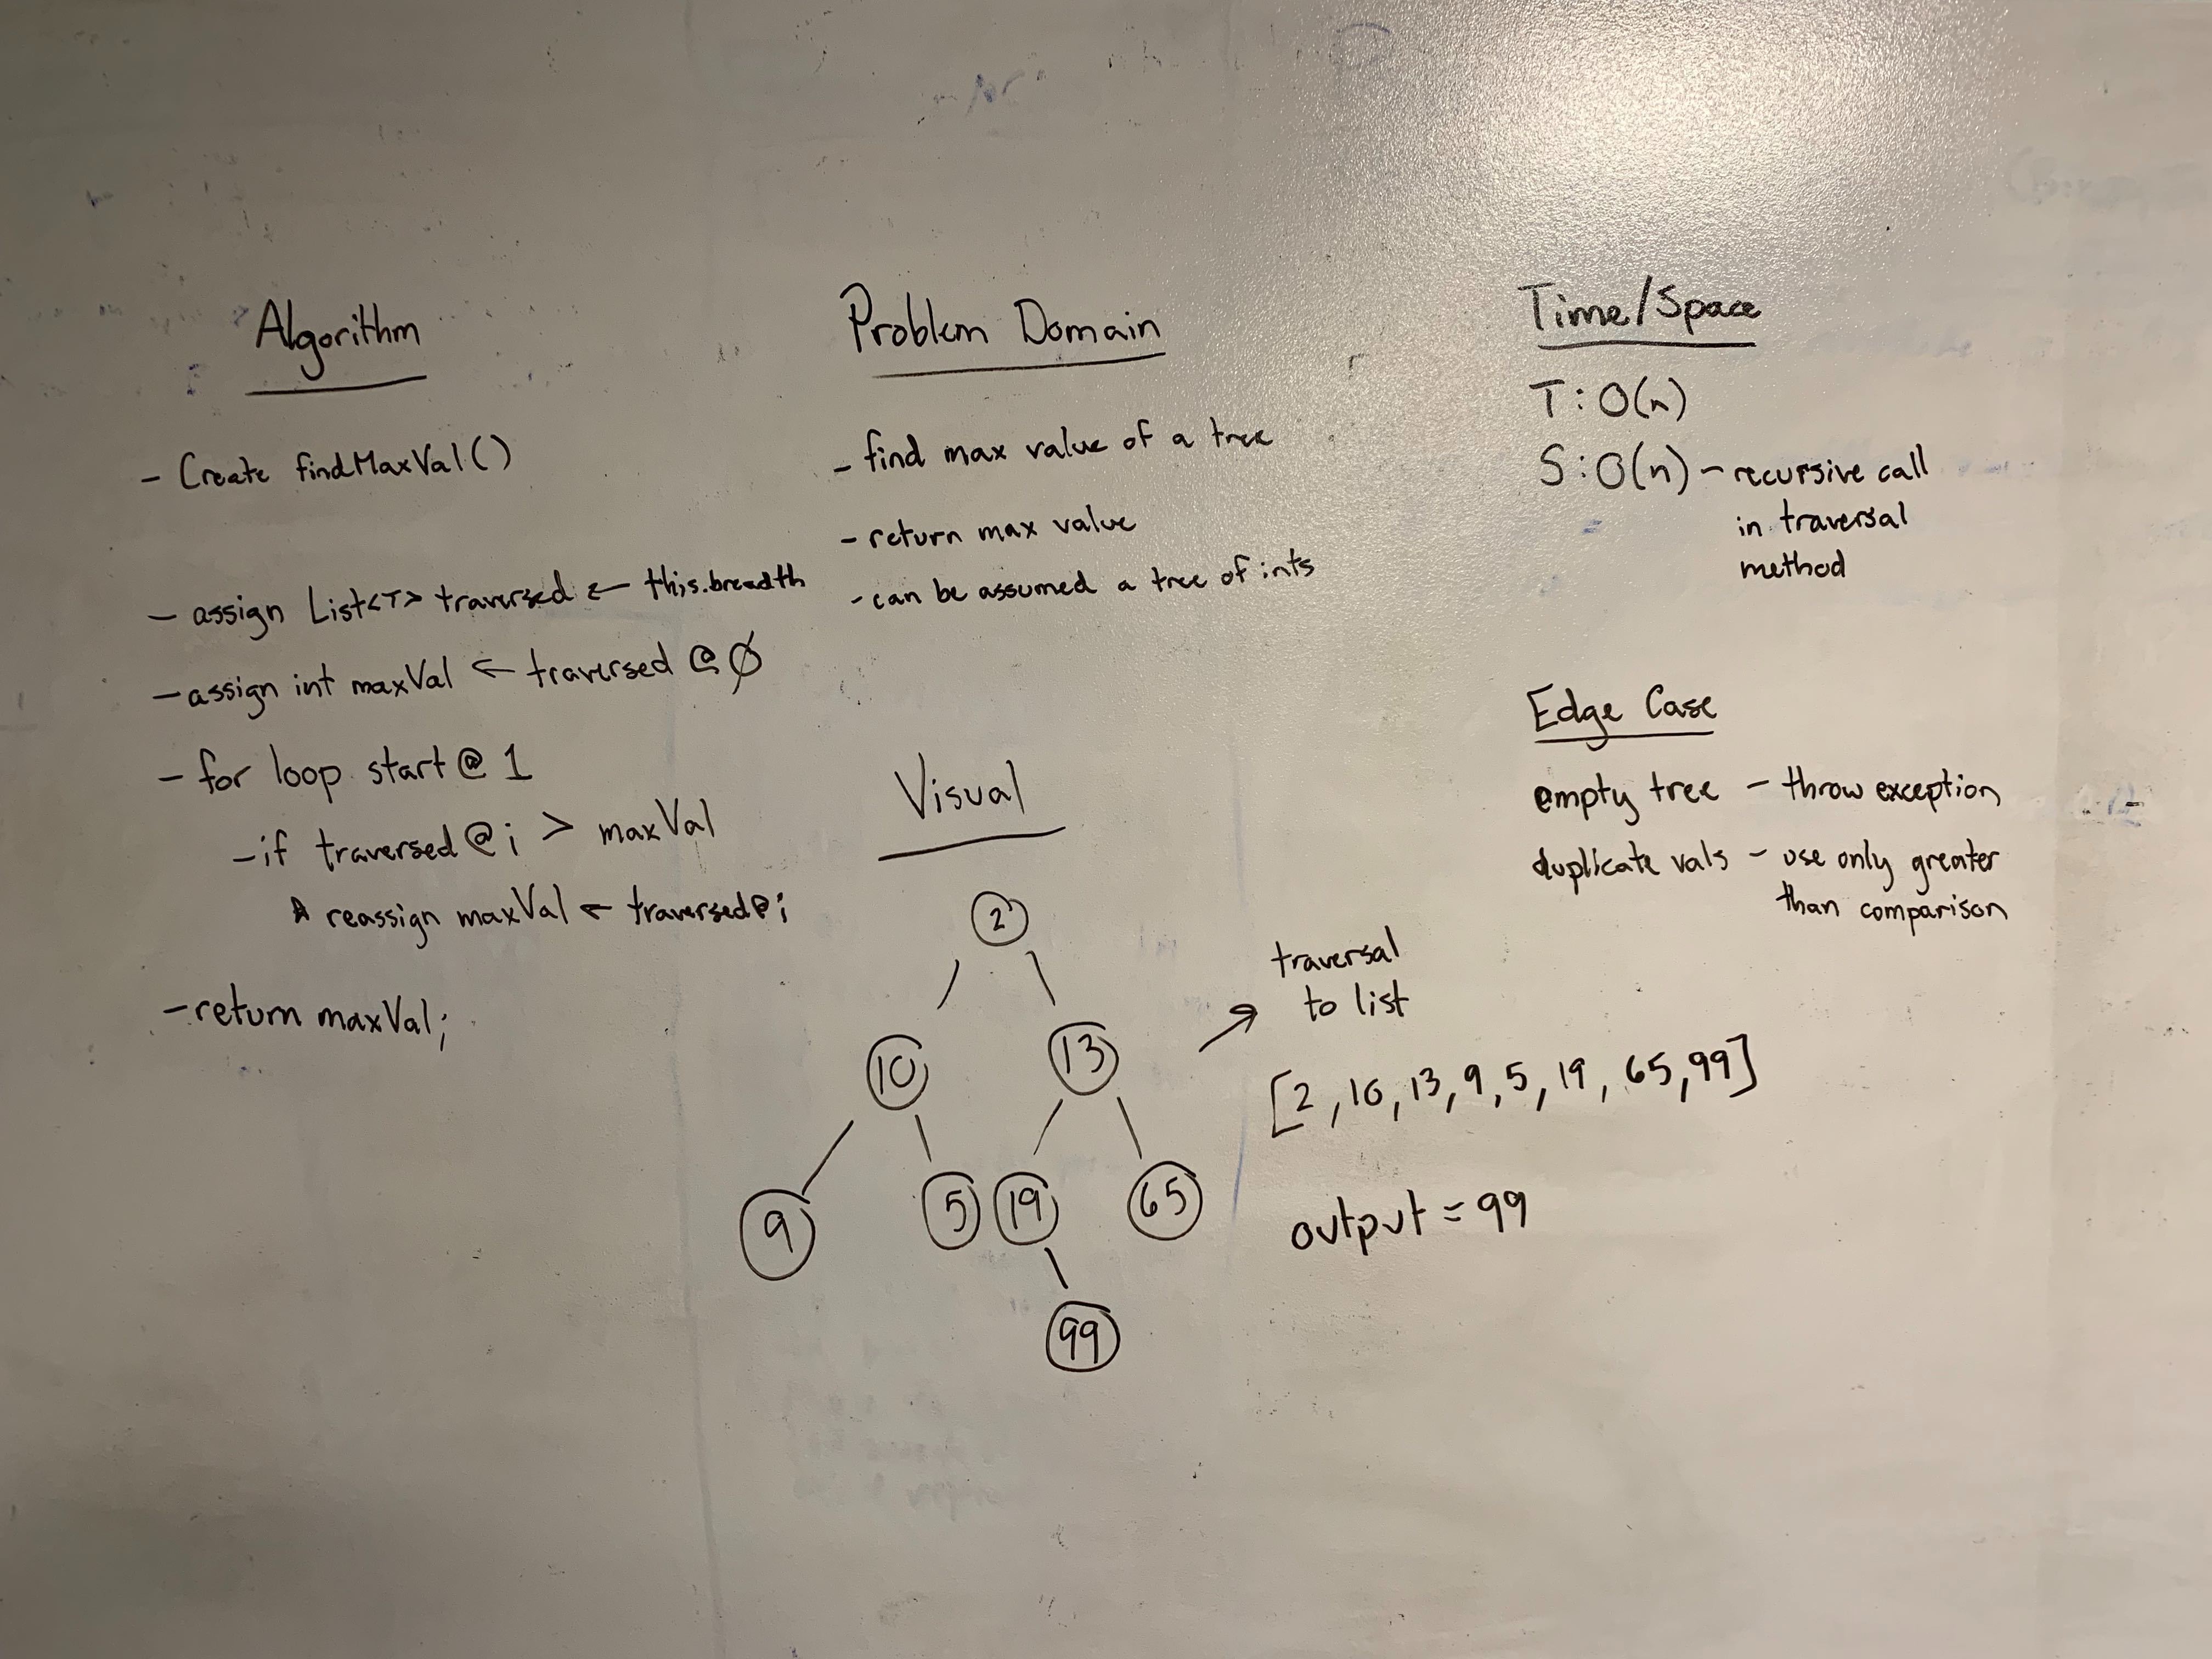 Algorithm
- Create findMaxVal()
- assign List<T> traversed ← this.breadth
- assign int maxVal ← traversed @ Ø
- for loop start @ 1
- if traversed @ i > maxVal
reassign maxVal ← traversed@i
- return maxVal;
Problem Domain
- find max value of a tree
- return max value
- can be assumed a tree of ints
Visual
2
10
13
9
5
19
65
99
traversal
to list
[2, 10, 13, 9, 5, 19, 65, 99]
output = 99
Time/Space
T: O(n)
S: O(n) - recursive call
in traversal
method
Edge Case
empty tree - throw exception
duplicate vals - use only greater
than comparison